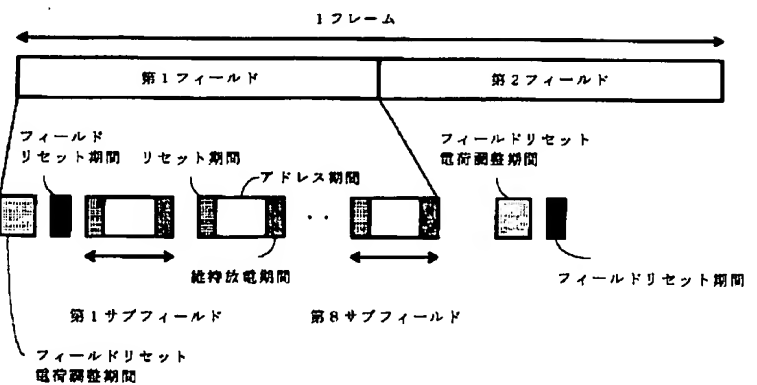 1フレーム
第1フィールド
第2フィールド
フィールド
リセット期間
リセット期間
アドレス期間
フィールドリセット
電荷調整期間
維持放電期間
フィールドリセット期間
第1サブフィールド
第8サブフィールド
フィールドリセット
電荷調整期間